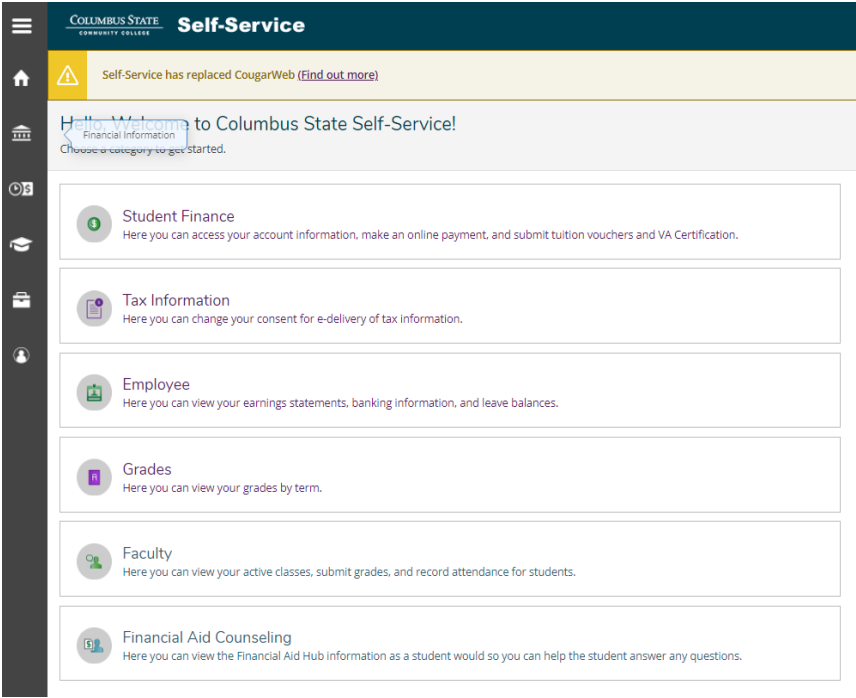 COLUMBUS STATE
COMMUNITY COLLEGE
Self-Service
Self-Service has replaced CougarWeb (Find out more)
Hello, Welcome to Columbus State Self-Service!
Financial Information
Choose a category to get started.
Student Finance
Here you can access your account information, make an online payment, and submit tuition vouchers and VA Certification.
Tax Information
Here you can change your consent for e-delivery of tax information.
Employee
Here you can view your earnings statements, banking information, and leave balances.
Grades
Here you can view your grades by term.
Faculty
Here you can view your active classes, submit grades, and record attendance for students.
Financial Aid Counseling
Here you can view the Financial Aid Hub information as a student would so you can help the student answer any questions.